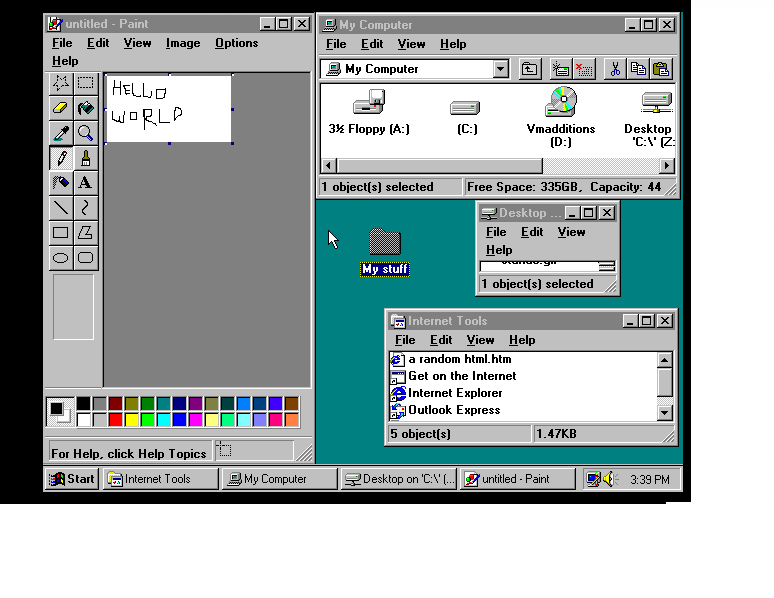 untitled - Paint
File Edit View Image Options
Help
HELLO
WORLD
For Help, click Help Topics
My Computer
File Edit View Help
My Computer
3½ Floppy (A:)
(C:)
Vmadditions
(D:)
Desktop
'C:\' (Z:
1 object(s) selected
Free Space: 335GB, Capacity: 44
My stuff
Desktop ...
File Edit View
Help
1 object(s) selected
Internet Tools
File Edit View Help
a random html.htm
Get on the Internet
Internet Explorer
Outlook Express
5 object(s)
1.47KB
Start
Internet Tools
My Computer
Desktop on 'C:\' (...
untitled - Paint
3:39 PM